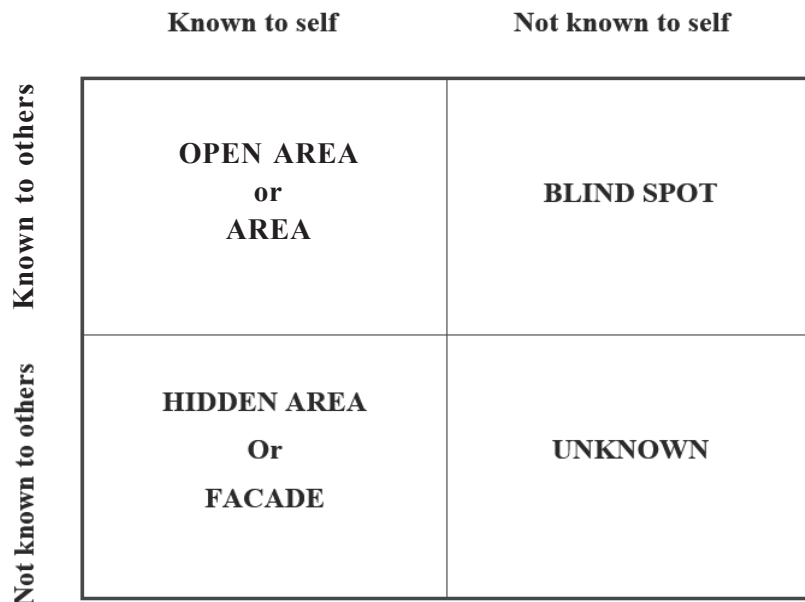 Known to self
Not known to self
Known to others
OPEN AREA
or
AREA
BLIND SPOT
Not known to others
HIDDEN AREA
Or
FACADE
UNKNOWN